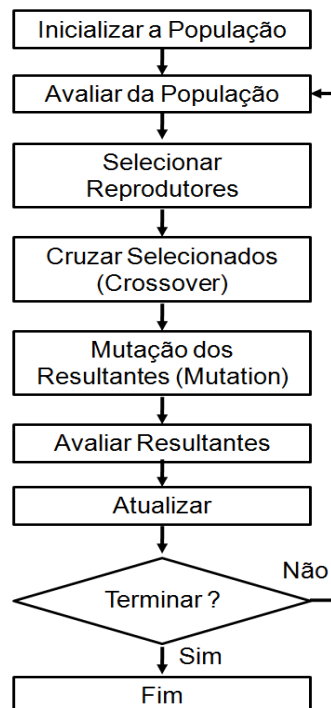 Inicializar a População
Avaliar da População
Selecionar
Reprodutores
Cruzar Selecionados
(Crossover)
Mutação dos
Resultantes (Mutation)
Avaliar Resultantes
Atualizar
Não
Terminar ?
Sim
Fim